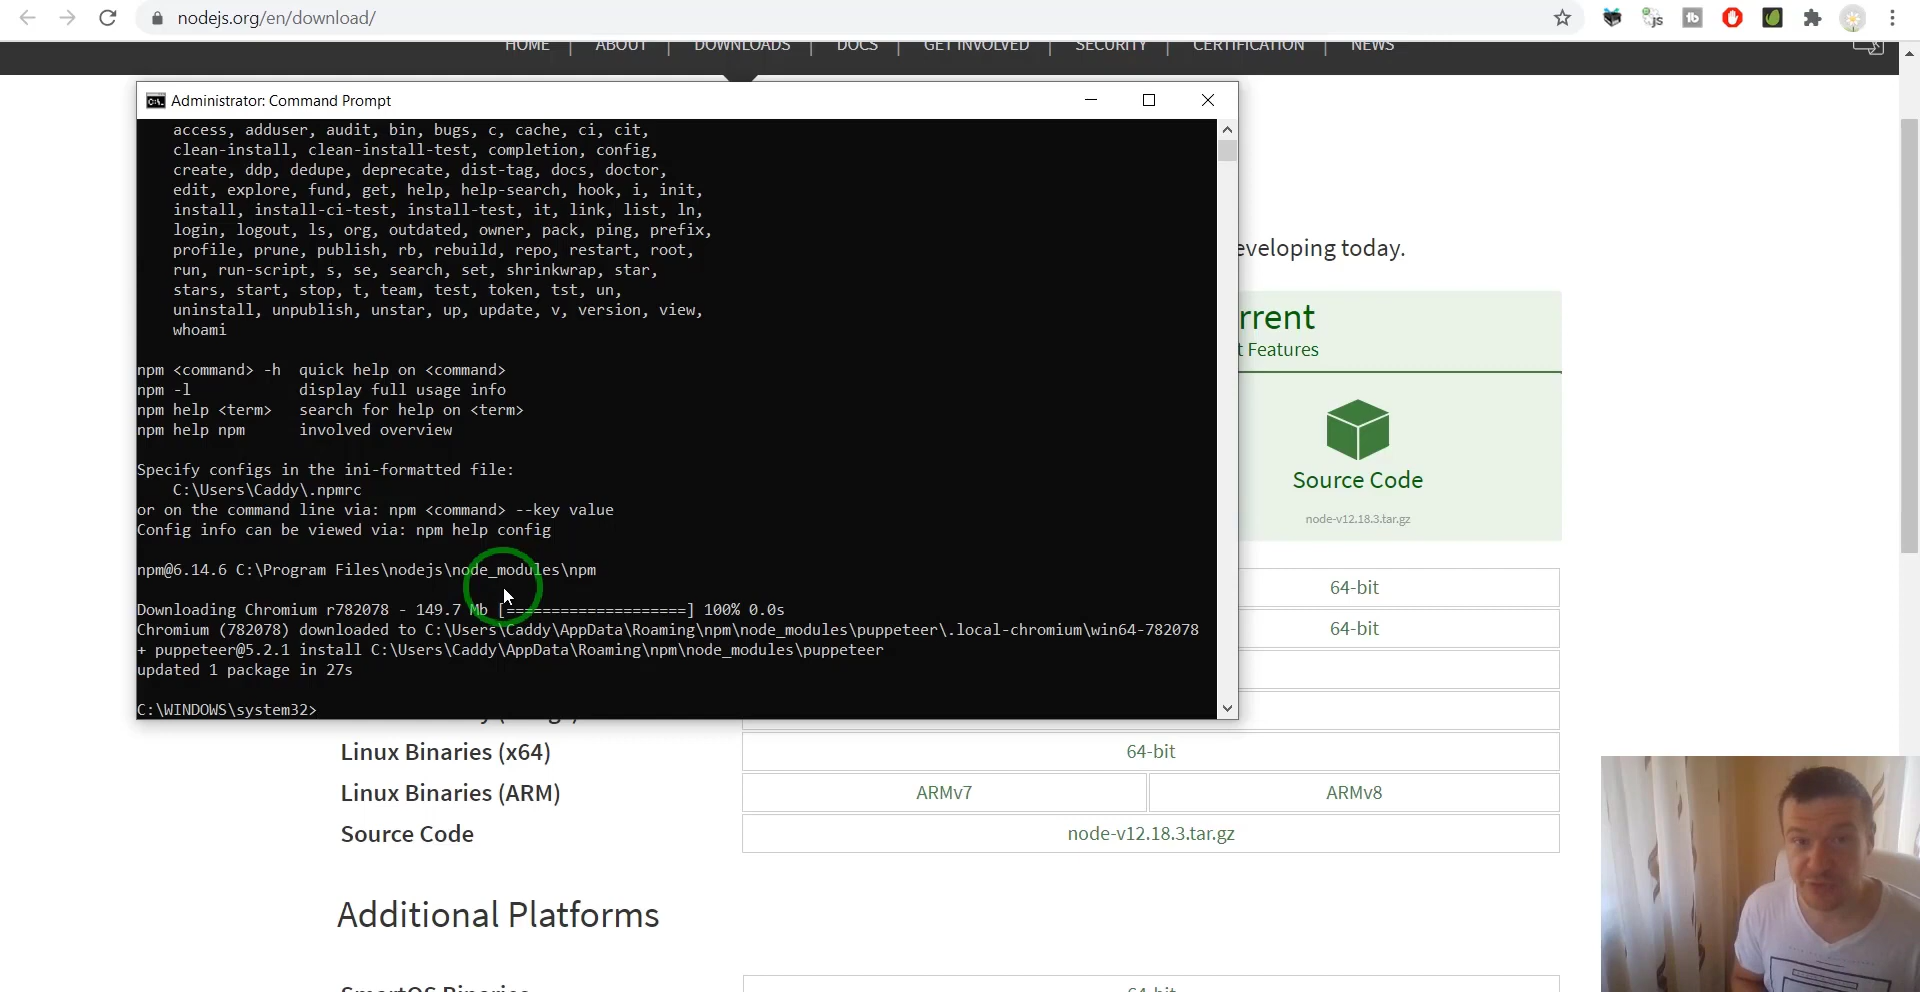 nodejs.org/en/download/
HOME | ABOUT | DOWNLOADS | DOCS | GET INVOLVED | SECURITY | CERTIFICATION | NEWS
Administrator: Command Prompt
access, adduser, audit, bin, bugs, c, cache, ci, cit,
clean-install, clean-install-test, completion, config,
create, ddp, dedupe, deprecate, dist-tag, docs, doctor,
edit, explore, fund, get, help, help-search, hook, i, init,
install, install-ci-test, install-test, it, link, list, ln,
login, logout, ls, org, outdated, owner, pack, ping, prefix,
profile, prune, publish, rb, rebuild, repo, restart, root,
run, run-script, s, se, search, set, shrinkwrap, star,
stars, start, stop, t, team, test, token, tst, un,
uninstall, unpublish, unstar, up, update, v, version, view,
whoami
npm <command> -h  quick help on <command>
npm -l            display full usage info
npm help <term>   search for help on <term>
npm help npm      involved overview
Specify configs in the ini-formatted file:
C:\Users\Caddy\.npmrc
or on the command line via: npm <command> --key value
Config info can be viewed via: npm help config
npm@6.14.6 C:\Program Files\nodejs\node_modules\npm
Downloading Chromium r782078 - 149.7 Mb [====================] 100% 0.0s
Chromium (782078) downloaded to C:\Users\Caddy\AppData\Roaming\npm\node_modules\puppeteer\.local-chromium\win64-782078
+ puppeteer@5.2.1 install C:\Users\Caddy\AppData\Roaming\npm\node_modules\puppeteer
updated 1 package in 27s
C:\WINDOWS\system32>
eveloping today.
rrent
t Features
Source Code
node-v12.18.3.tar.gz
64-bit
64-bit
Linux Binaries (x64) 64-bit
Linux Binaries (ARM) ARMv7 ARMv8
Source Code node-v12.18.3.tar.gz
Additional Platforms
SmartOS Binaries 64-bit